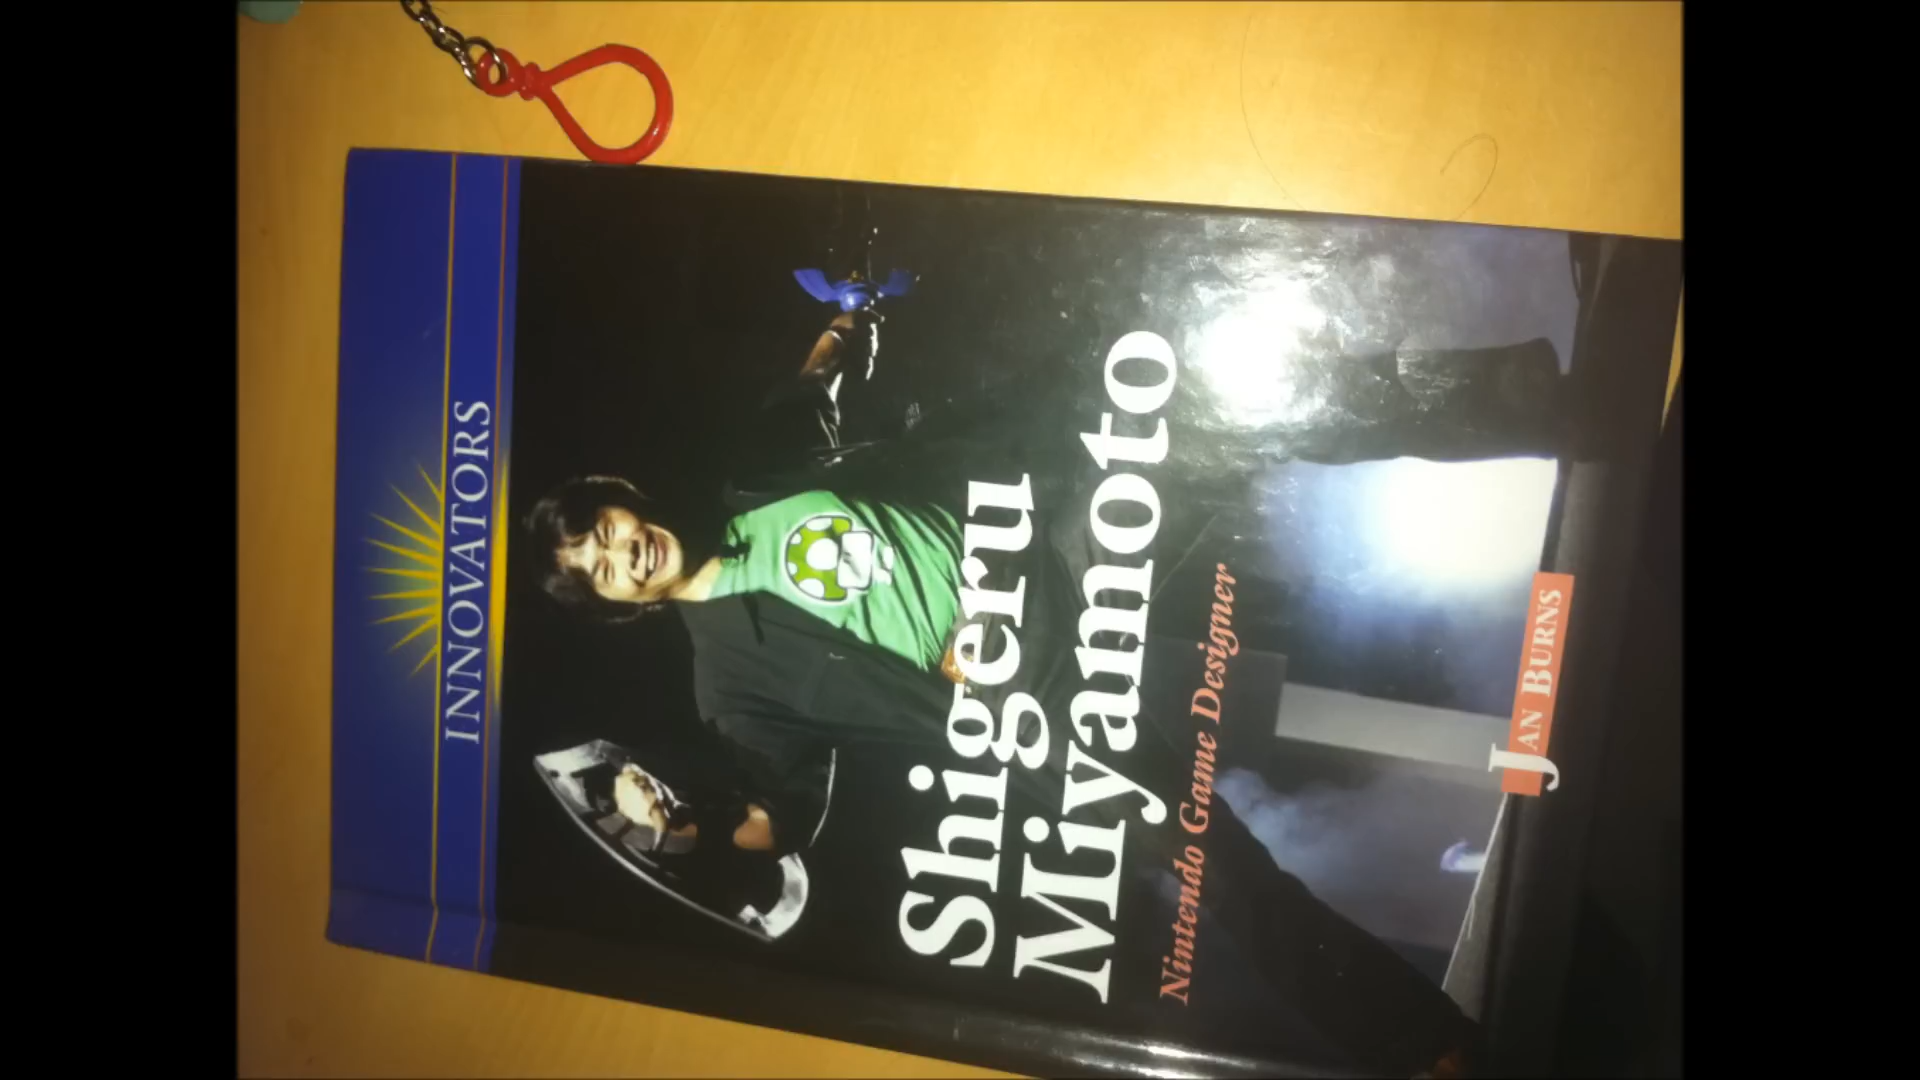 INNOVATORS
Shigeru
Miyamoto
Nintendo Game Designer
JAN BURNS